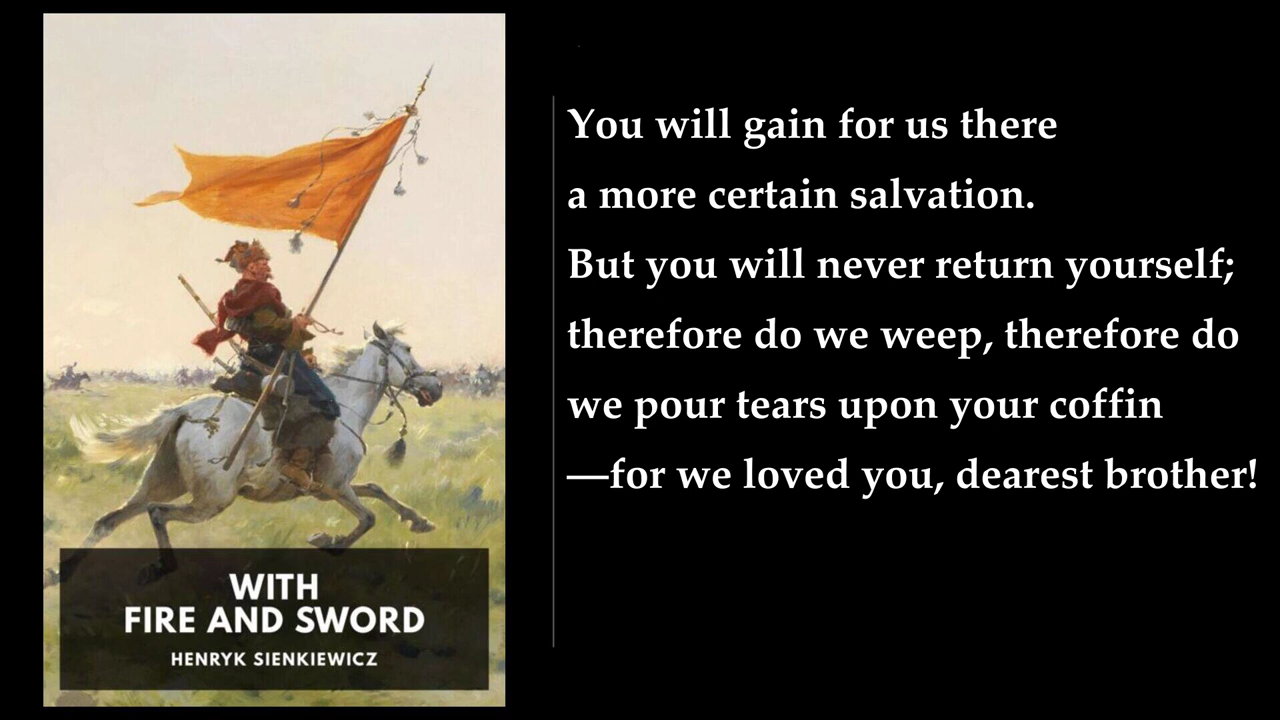 WITH
FIRE AND SWORD
HENRYK SIENKIEWICZ
You will gain for us there
a more certain salvation.
But you will never return yourself;
therefore do we weep, therefore do
we pour tears upon your coffin
—for we loved you, dearest brother!